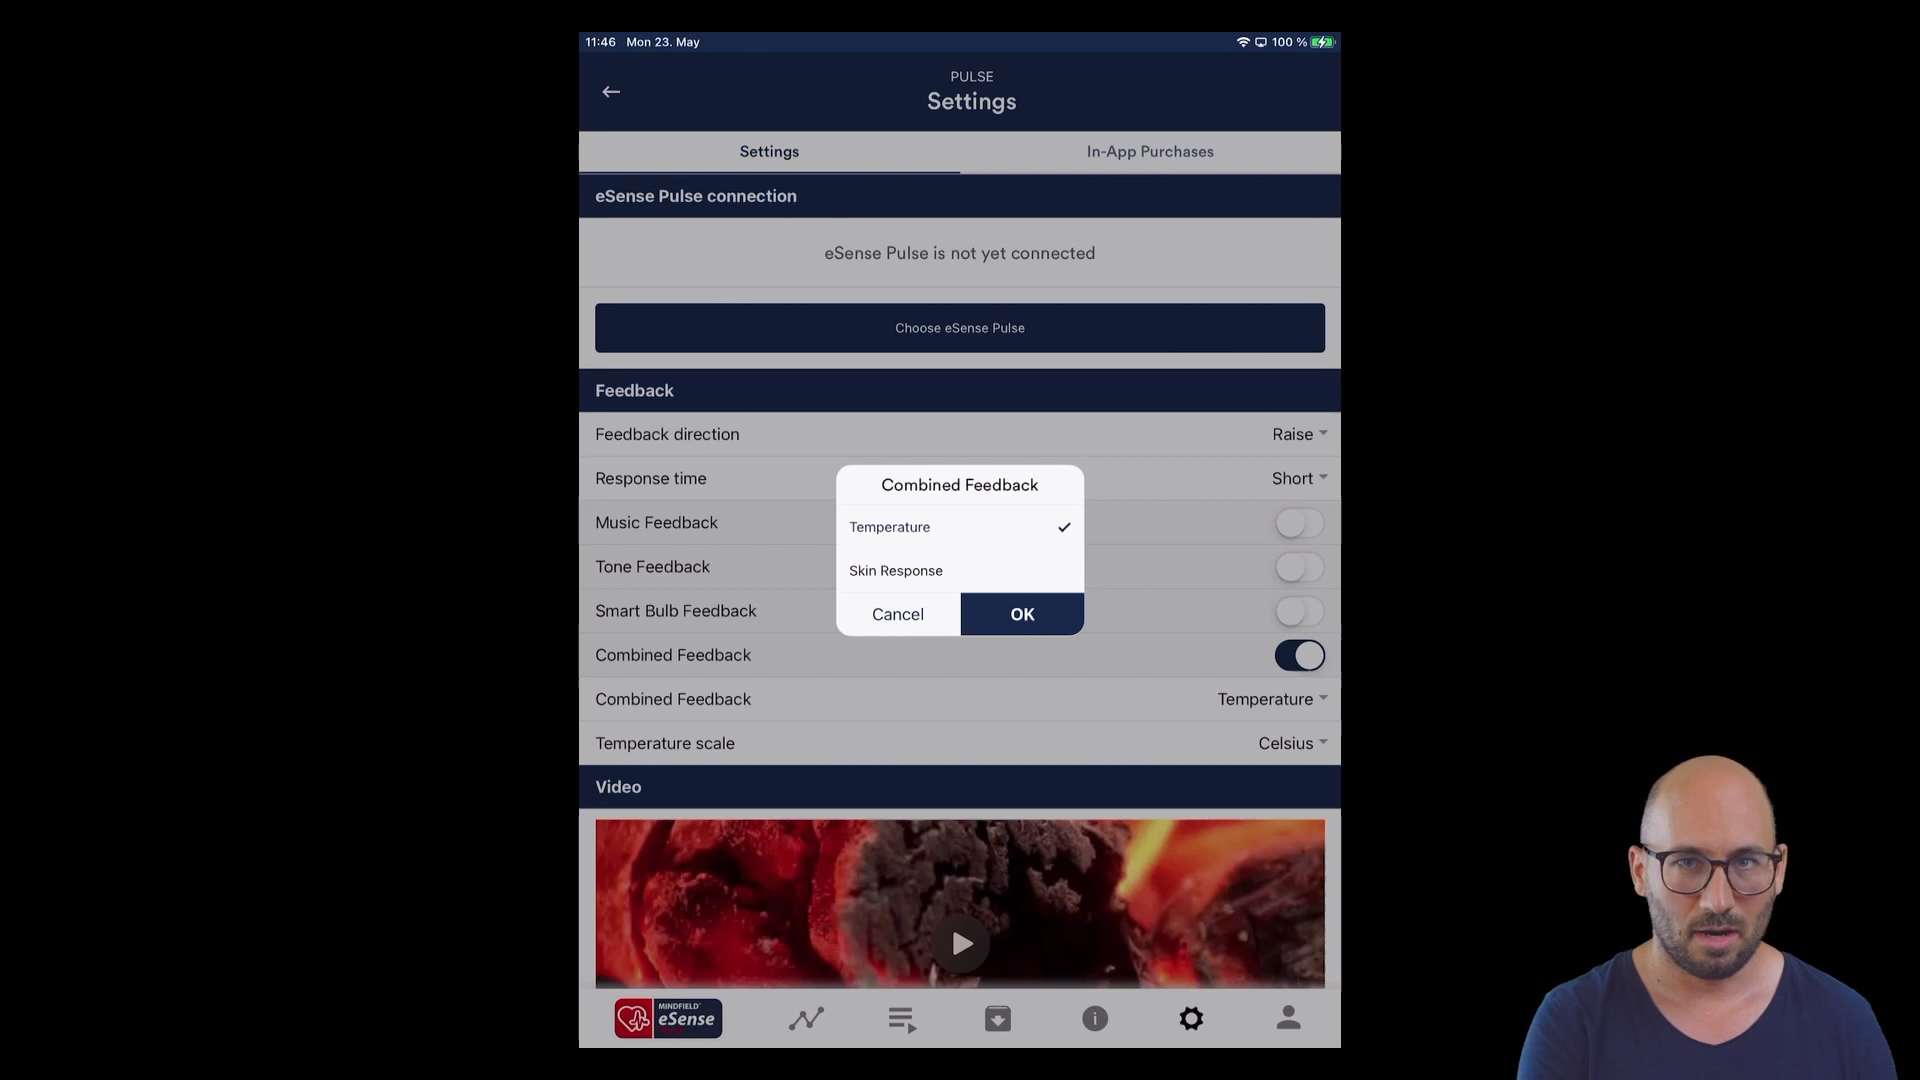 11:46 Mon 23. May
100 %
PULSE
Settings
Settings
In-App Purchases
eSense Pulse connection
eSense Pulse is not yet connected
Choose eSense Pulse
Feedback
Feedback direction
Raise
Response time
Short
Music Feedback
Tone Feedback
Smart Bulb Feedback
Combined Feedback
Combined Feedback
Temperature
Temperature scale
Celsius
Combined Feedback
Temperature
Skin Response
Cancel
OK
Video
MINDFIELD
eSense